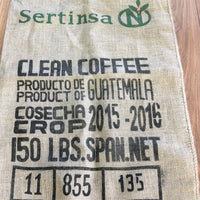 Sertinsa N
CLEAN COFFEE
PRODUCTO DE
PRODUCT OF GUATEMALA
COSECHA
CROP 2015-2016
150 LBS.SPAN.NET
11 855 135